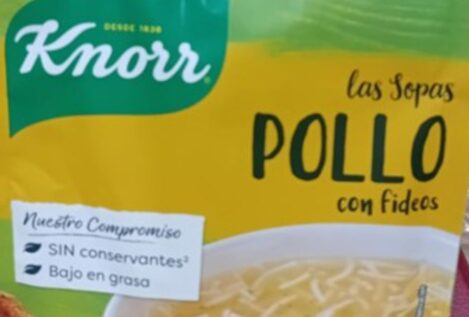 DESDE 1838
Knorr®
las Sopas
POLLO
con fideos
Nuestro Compromiso
SIN conservantes²
Bajo en grasa